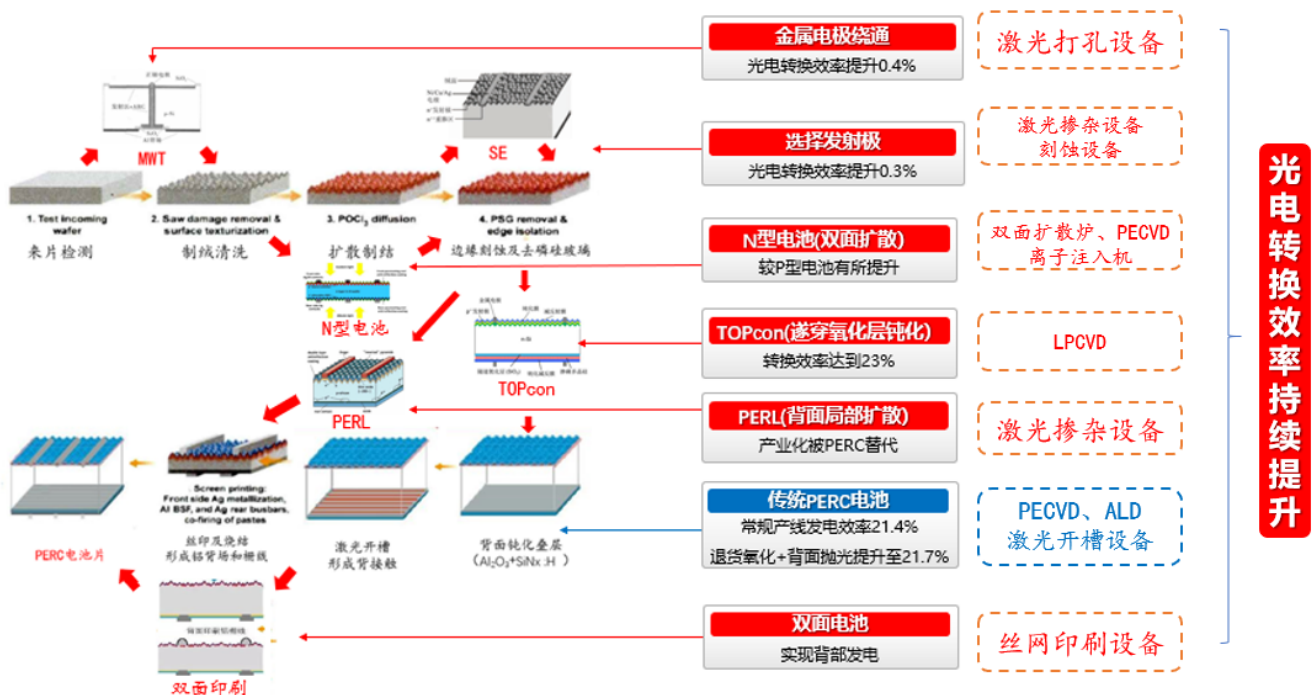 金属电极绕通
光电转换效率提升0.4%
激光打孔设备
MWT
SE
选择发射极
光电转换效率提升0.3%
激光掺杂设备
刻蚀设备
1. Test incoming
wafer
来片检测
2. Saw damage removal &
surface texturization
制绒清洗
3. POCl₃ diffusion
扩散制结
4. PSG removal &
edge isolation
边缘刻蚀及去磷硅玻璃
N型电池(双面扩散)
较P型电池有所提升
双面扩散炉、PECVD
离子注入机
N型电池
TOPcon(遂穿氧化层钝化)
转换效率达到23%
LPCVD
TOPcon
PERL
PERL(背面局部扩散)
产业化被PERC替代
激光掺杂设备
传统PERC电池
常规产线发电效率21.4%
退货氧化+背面抛光提升至21.7%
PECVD、ALD
激光开槽设备
PERC电池片
Screen printing:
Front side Ag metallization,
Al BSF, and Ag rear busbars,
co-firing of pastes
丝印及烧结
形成铝背场和栅线
激光开槽
形成背接触
背面钝化叠层
(Al₂O₃+SiNx:H )
双面印刷
双面电池
实现背部发电
丝网印刷设备
光电转换效率持续提升